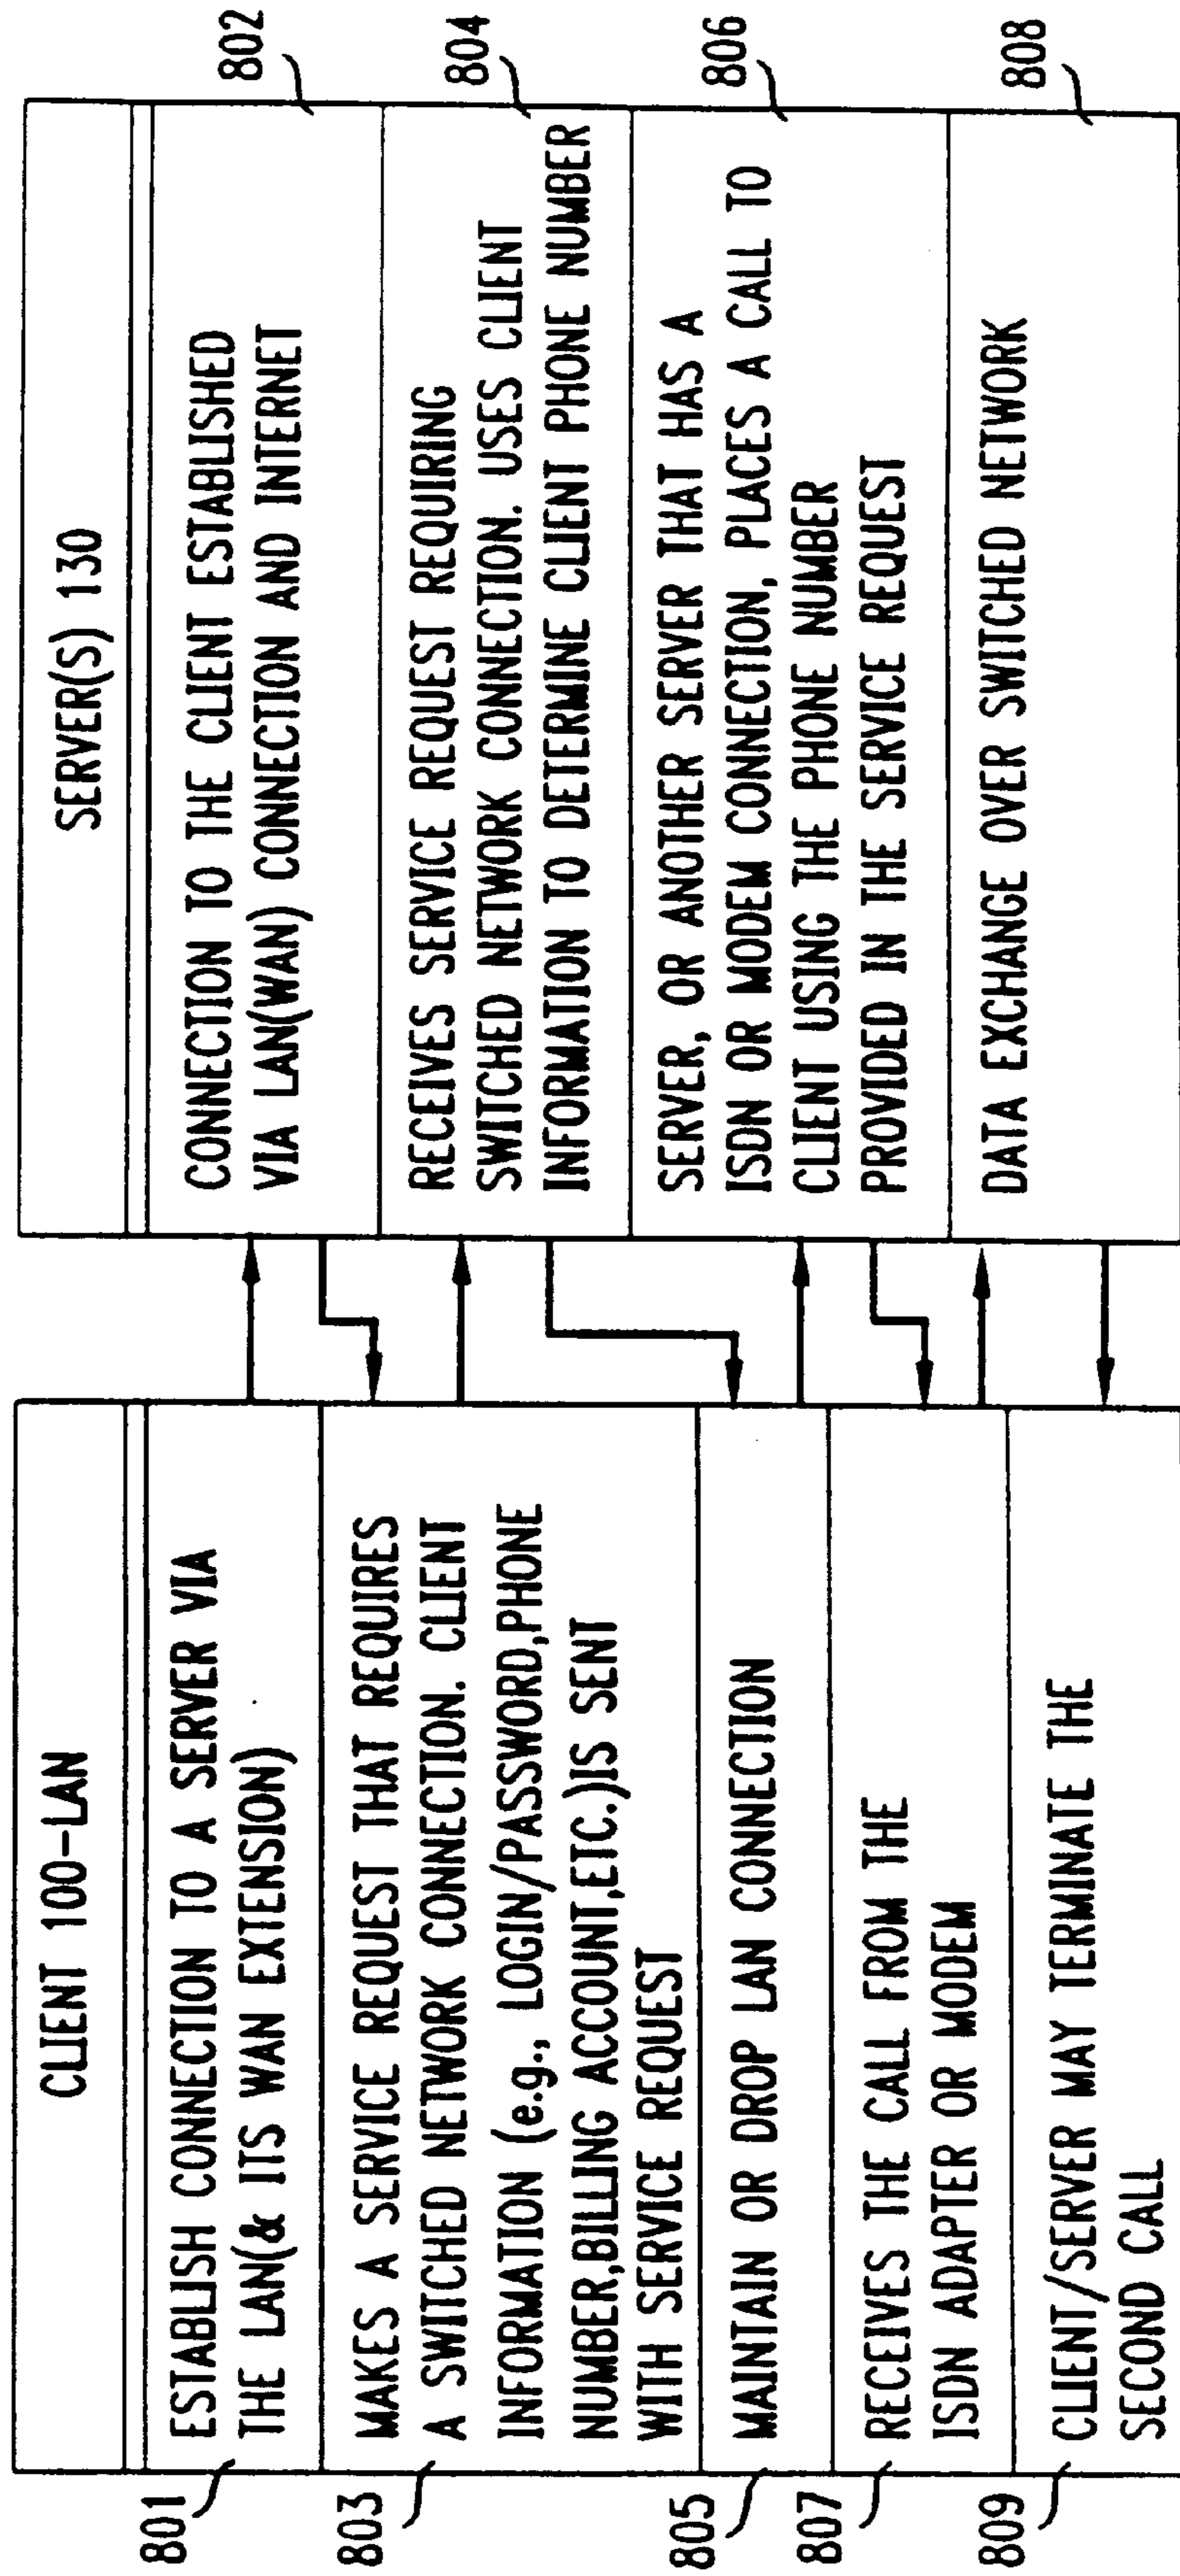 CLIENT 100-LAN
801
ESTABLISH CONNECTION TO A SERVER VIA
THE LAN(& ITS WAN EXTENSION)
803
MAKES A SERVICE REQUEST THAT REQUIRES
A SWITCHED NETWORK CONNECTION. CLIENT
INFORMATION (e.g., LOGIN/PASSWORD,PHONE
NUMBER,BILLING ACCOUNT,ETC.)IS SENT
WITH SERVICE REQUEST
805
MAINTAIN OR DROP LAN CONNECTION
807
RECEIVES THE CALL FROM THE
ISDN ADAPTER OR MODEM
809
CLIENT/SERVER MAY TERMINATE THE
SECOND CALL
SERVER(S) 130
802
CONNECTION TO THE CLIENT ESTABLISHED
VIA LAN(WAN) CONNECTION AND INTERNET
804
RECEIVES SERVICE REQUEST REQUIRING
SWITCHED NETWORK CONNECTION. USES CLIENT
INFORMATION TO DETERMINE CLIENT PHONE NUMBER
806
SERVER, OR ANOTHER SERVER THAT HAS A
ISDN OR MODEM CONNECTION, PLACES A CALL TO
CLIENT USING THE PHONE NUMBER
PROVIDED IN THE SERVICE REQUEST
808
DATA EXCHANGE OVER SWITCHED NETWORK